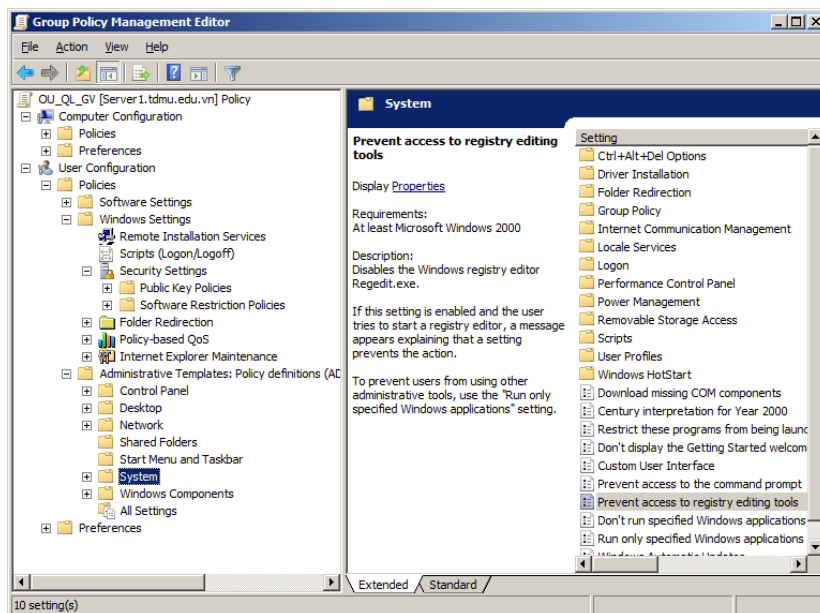 Group Policy Management Editor
File Action View Help
OU_QL_GV [Server1.tdmu.edu.vn] Policy
Computer Configuration
Policies
Preferences
User Configuration
Policies
Software Settings
Windows Settings
Remote Installation Services
Scripts (Logon/Logoff)
Security Settings
Public Key Policies
Software Restriction Policies
Folder Redirection
Policy-based QoS
Internet Explorer Maintenance
Administrative Templates: Policy definitions (AD
Control Panel
Desktop
Network
Shared Folders
Start Menu and Taskbar
System
Windows Components
All Settings
Preferences
System
Prevent access to registry editing
tools
Display Properties
Requirements:
At least Microsoft Windows 2000
Description:
Disables the Windows registry editor
Regedit.exe.
If this setting is enabled and the user
tries to start a registry editor, a message
appears explaining that a setting
prevents the action.
To prevent users from using other
administrative tools, use the "Run only
specified Windows applications" setting.
Setting
Ctrl+Alt+Del Options
Driver Installation
Folder Redirection
Group Policy
Internet Communication Management
Locale Services
Logon
Performance Control Panel
Power Management
Removable Storage Access
Scripts
User Profiles
Windows HotStart
Download missing COM components
Century interpretation for Year 2000
Restrict these programs from being launc
Don't display the Getting Started welcom
Custom User Interface
Prevent access to the command prompt
Prevent access to registry editing tools
Don't run specified Windows applications
Run only specified Windows applications
Windows Automatic Updates
Extended Standard
10 setting(s)